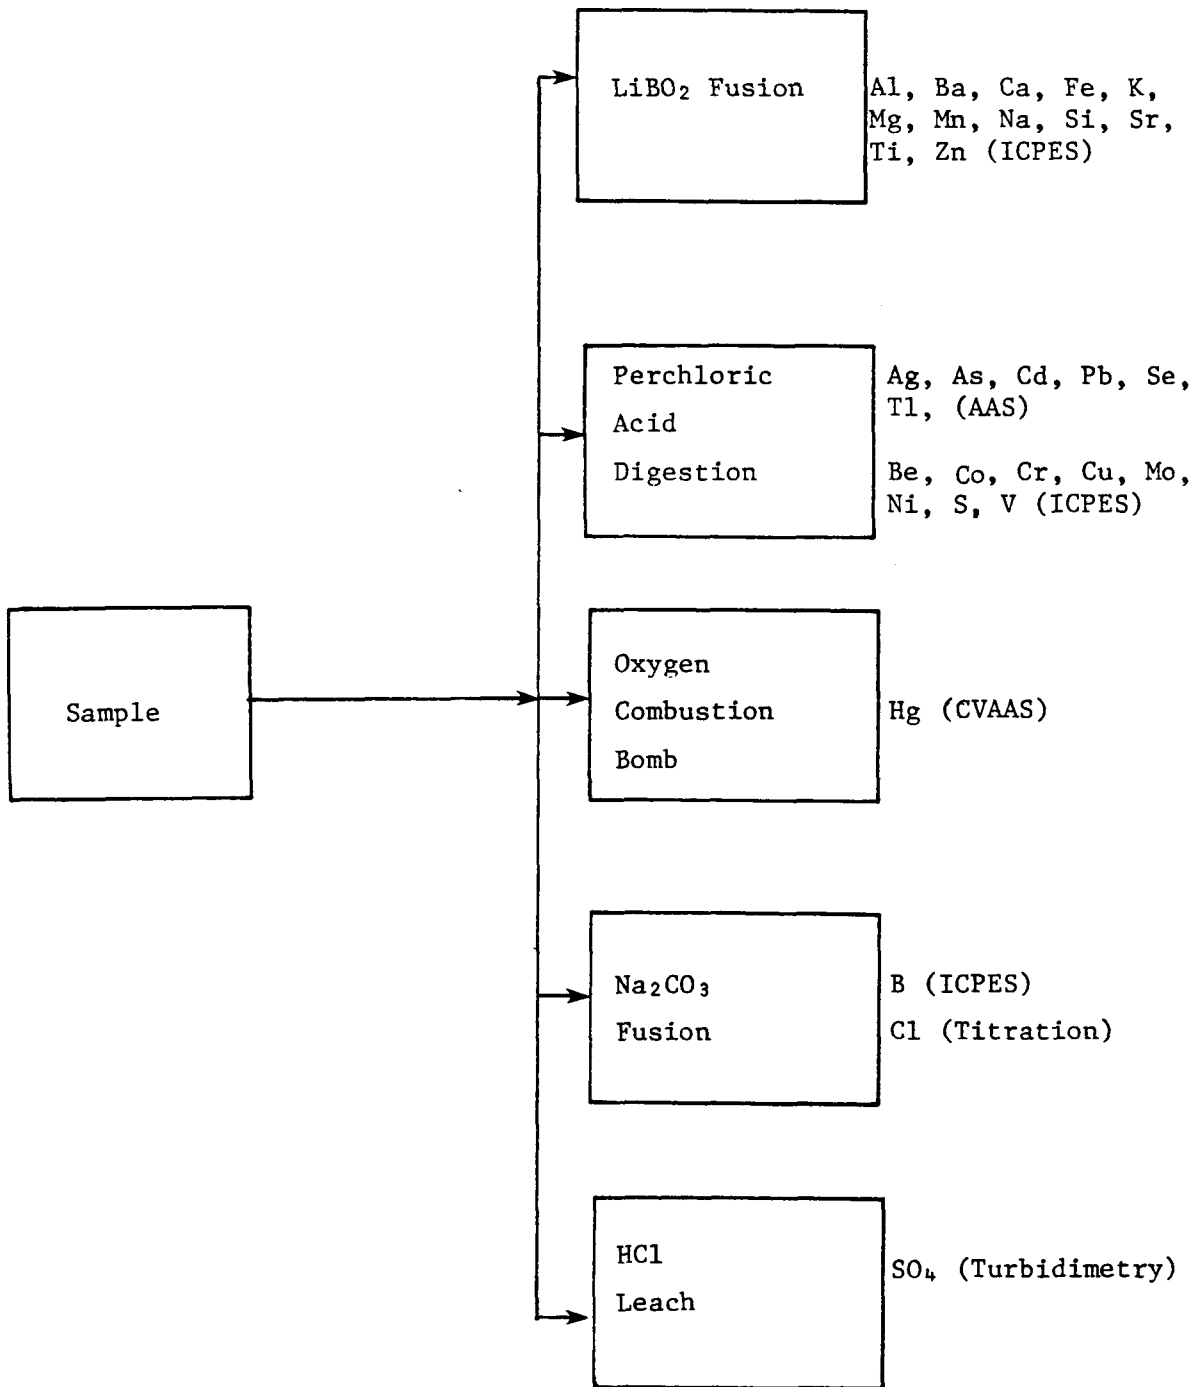 LiBO₂ Fusion
Al, Ba, Ca, Fe, K,
Mg, Mn, Na, Si, Sr,
Ti, Zn (ICPES)
Perchloric
Acid
Digestion
Ag, As, Cd, Pb, Se,
Tl, (AAS)
Be, Co, Cr, Cu, Mo,
Ni, S, V (ICPES)
Sample
Oxygen
Combustion
Bomb
Hg (CVAAS)
Na₂CO₃
Fusion
B (ICPES)
Cl (Titration)
HCl
Leach
SO₄ (Turbidimetry)